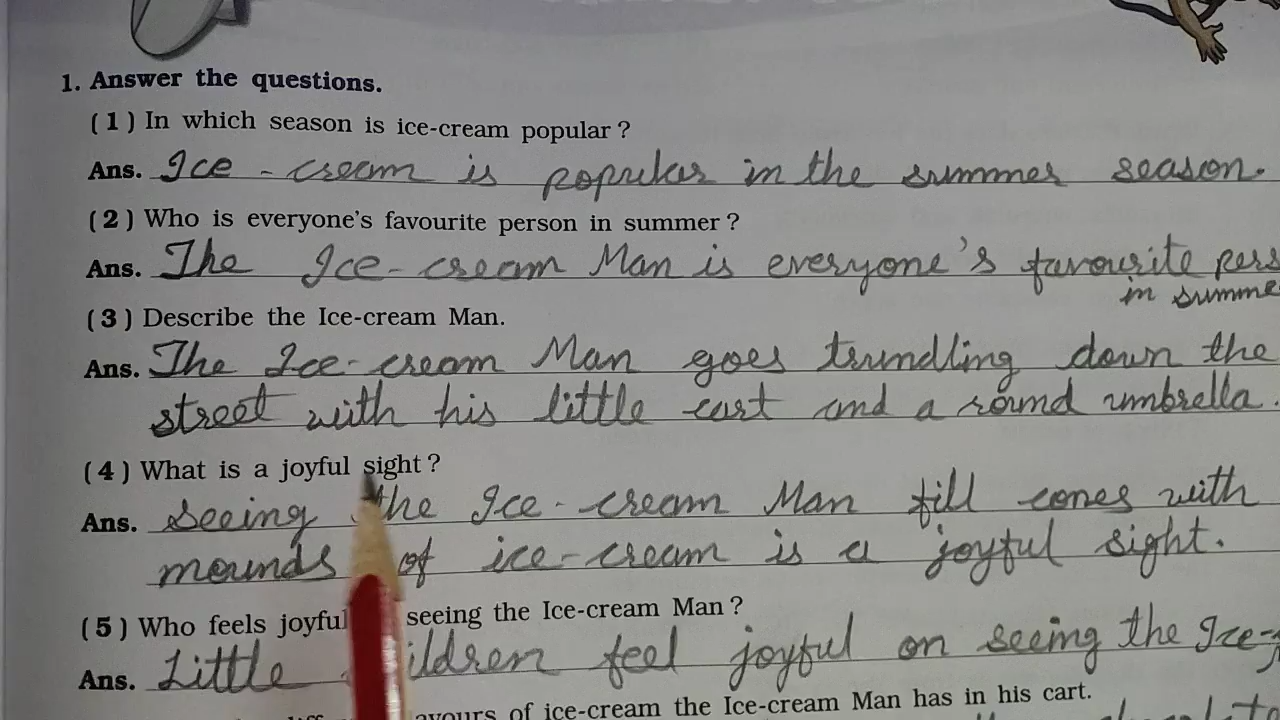 1. Answer the questions.
(1) In which season is ice-cream popular?
Ans. Ice-cream is popular in the summer season.
(2) Who is everyone's favourite person in summer?
Ans. The Ice-cream Man is everyone's favourite pers
in summe
(3) Describe the Ice-cream Man.
Ans. The Ice-cream Man goes trundling down the
street with his little cart and a round umbrella.
(4) What is a joyful sight?
Ans. Seeing the Ice-cream Man fill cones with
mounds of ice-cream is a joyful sight.
(5) Who feels joyful seeing the Ice-cream Man?
Ans. Little ildren feel joyful on seeing the Ice-
avours of ice-cream the Ice-cream Man has in his cart.